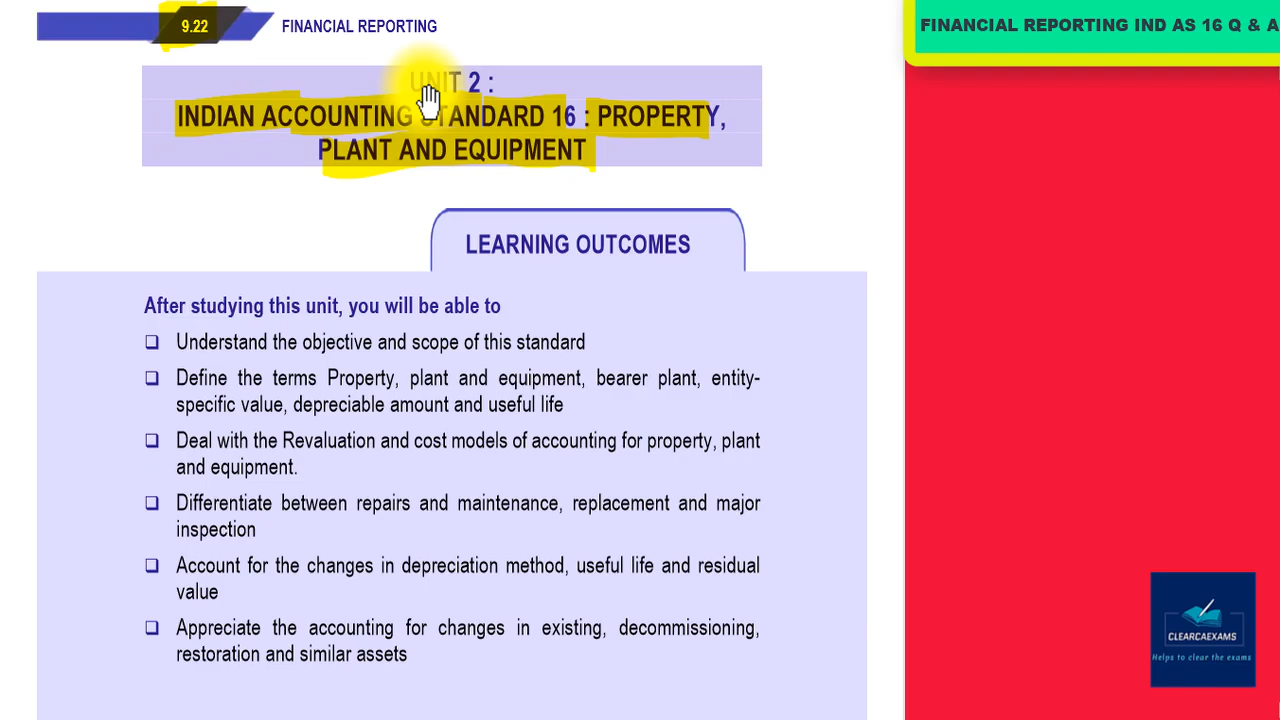 9.22
FINANCIAL REPORTING
FINANCIAL REPORTING IND AS 16 Q & A
UNIT 2 :
INDIAN ACCOUNTING STANDARD 16 : PROPERTY,
PLANT AND EQUIPMENT
LEARNING OUTCOMES
After studying this unit, you will be able to
❑ Understand the objective and scope of this standard
❑ Define the terms Property, plant and equipment, bearer plant, entity-
specific value, depreciable amount and useful life
❑ Deal with the Revaluation and cost models of accounting for property, plant
and equipment.
❑ Differentiate between repairs and maintenance, replacement and major
inspection
❑ Account for the changes in depreciation method, useful life and residual
value
❑ Appreciate the accounting for changes in existing, decommissioning,
restoration and similar assets
CLEARCAEXAMS
Helps to clear the exams